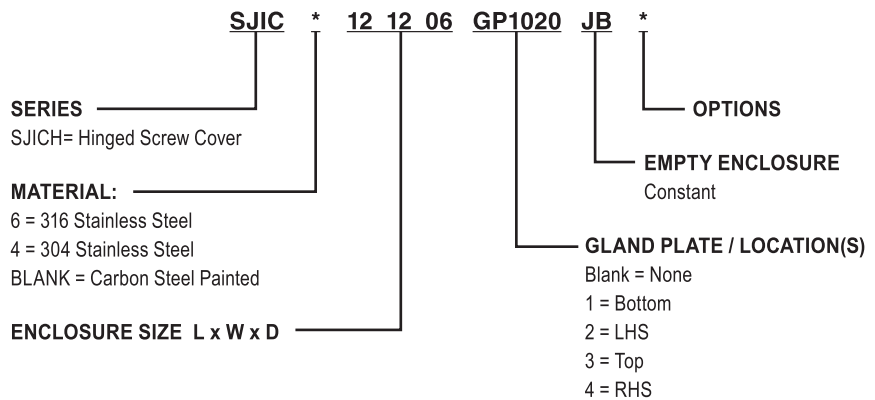 SJIC * 12 12 06 GP1020 JB *
SERIES
SJICH= Hinged Screw Cover
MATERIAL:
6 = 316 Stainless Steel
4 = 304 Stainless Steel
BLANK = Carbon Steel Painted
ENCLOSURE SIZE L x W x D
OPTIONS
EMPTY ENCLOSURE
Constant
GLAND PLATE / LOCATION(S)
Blank = None
1 = Bottom
2 = LHS
3 = Top
4 = RHS